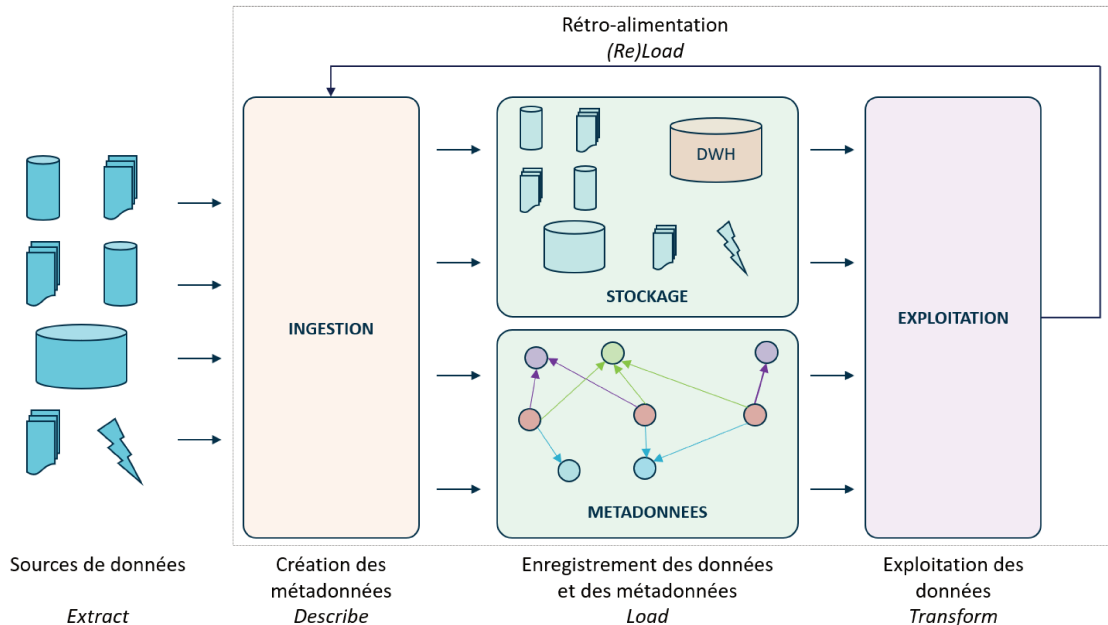 Rétro-alimentation
(Re)Load
DWH
STOCKAGE
INGESTION
EXPLOITATION
METADONNEES
Sources de données
Extract
Création des
métadonnées
Describe
Enregistrement des données
et des métadonnées
Load
Exploitation des
données
Transform